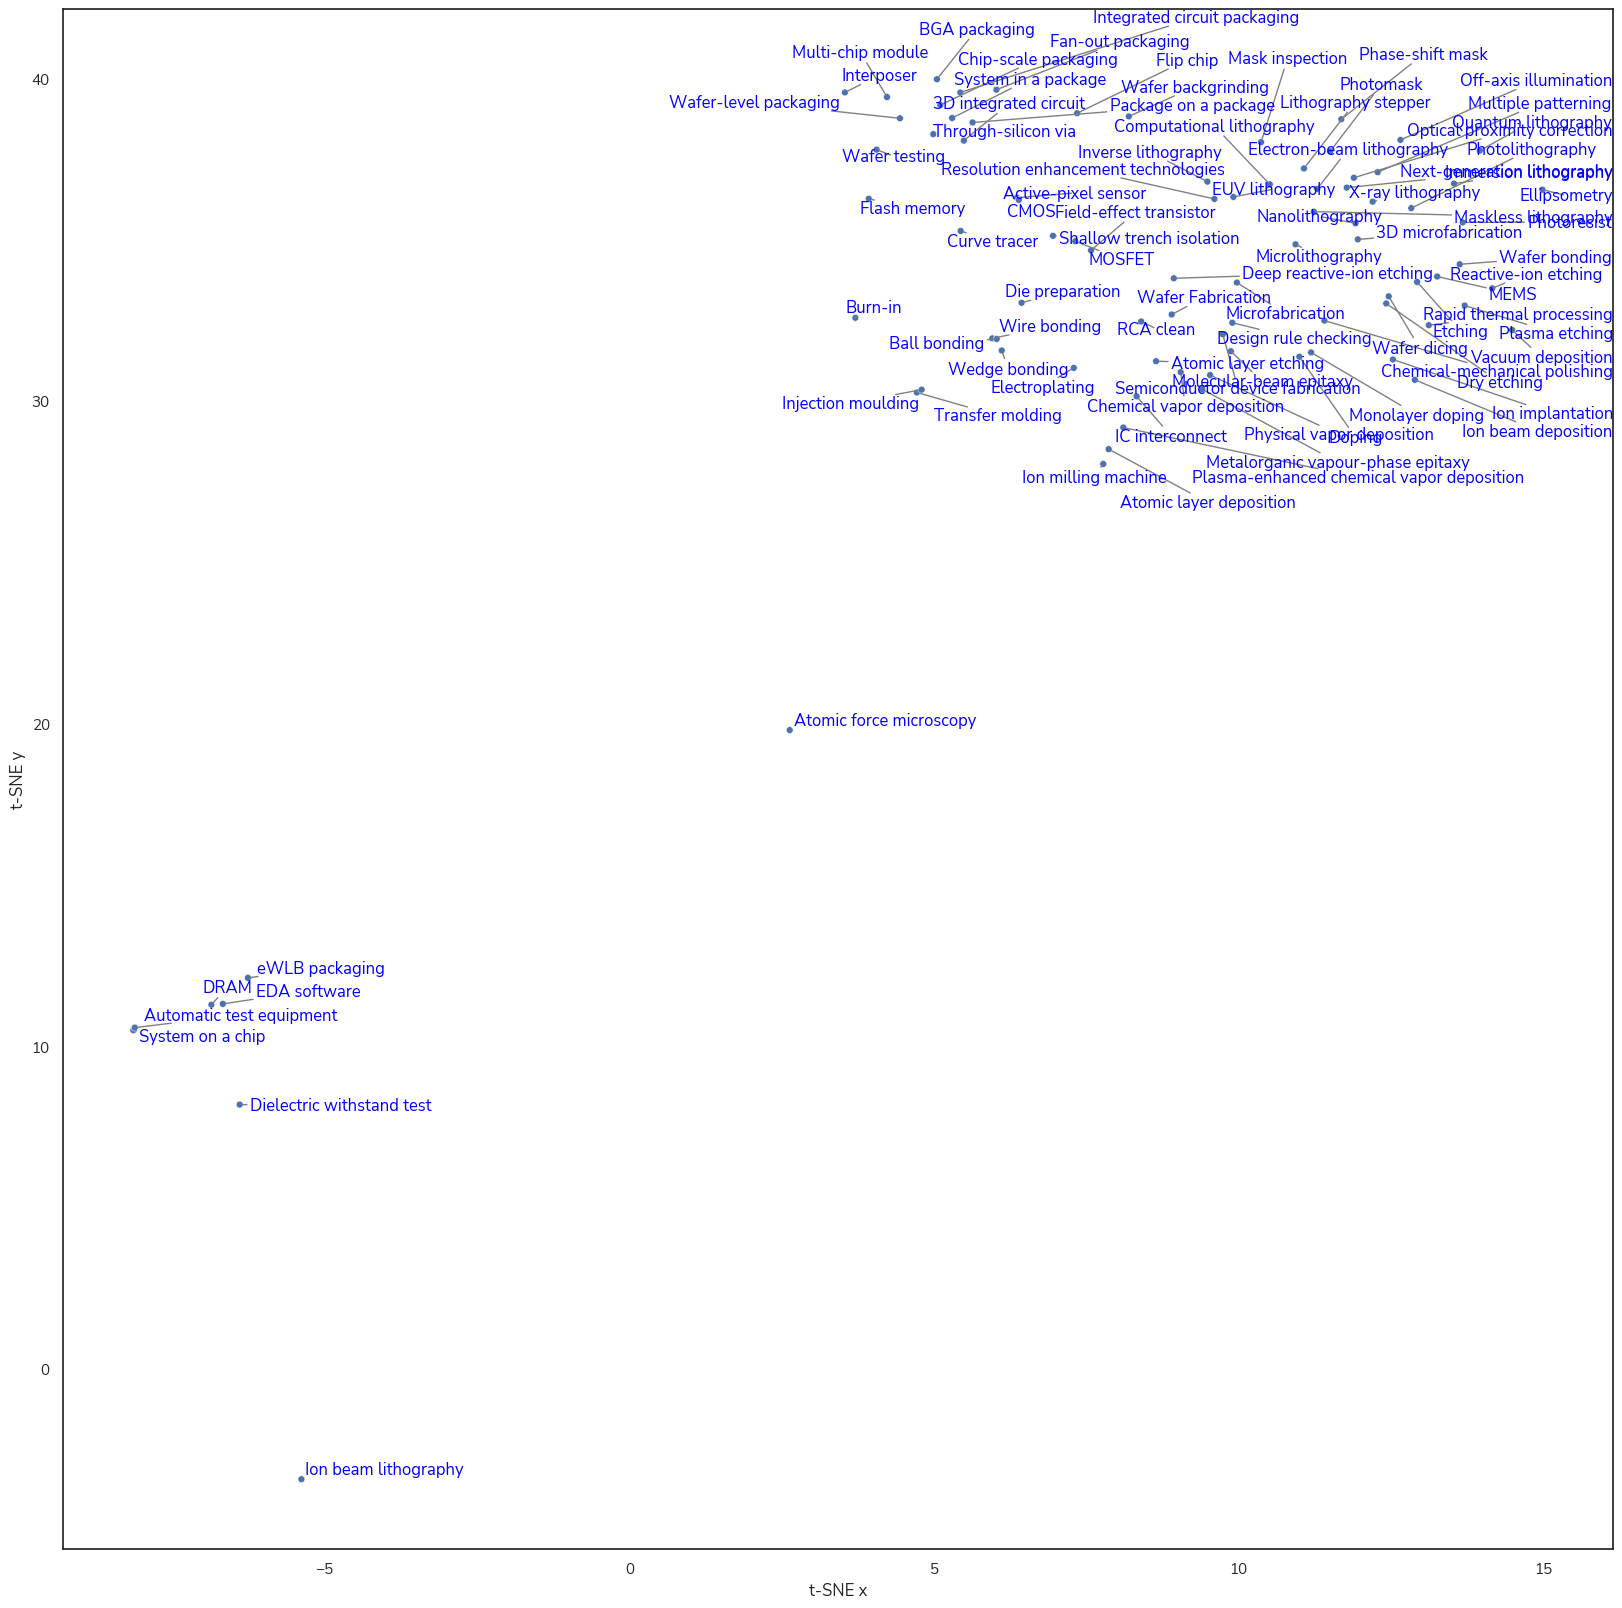 Integrated circuit packaging
BGA packaging
Fan-out packaging
Multi-chip module
Chip-scale packaging
Flip chip
Mask inspection
Phase-shift mask
Interposer
System in a package
Wafer backgrinding
Photomask
Off-axis illumination
Wafer-level packaging
3D integrated circuit
Package on a package
Lithography stepper
Multiple patterning
Through-silicon via
Computational lithography
Quantum lithography
Optical proximity correction
Wafer testing
Inverse lithography
Electron-beam lithography
Photolithography
Resolution enhancement technologies
Next-generation lithography
Immersion lithography
Active-pixel sensor
EUV lithography
X-ray lithography
Ellipsometry
Flash memory
CMOS
Field-effect transistor
Nanolithography
Maskless lithography
Photoresist
Curve tracer
Shallow trench isolation
3D microfabrication
MOSFET
Microlithography
Wafer bonding
Deep reactive-ion etching
Reactive-ion etching
Die preparation
Wafer Fabrication
MEMS
Burn-in
Microfabrication
Rapid thermal processing
Wire bonding
RCA clean
Etching
Plasma etching
Ball bonding
Design rule checking
Wafer dicing
Vacuum deposition
Wedge bonding
Atomic layer etching
Chemical-mechanical polishing
Electroplating
Molecular-beam epitaxy
Semiconductor device fabrication
Dry etching
Injection moulding
Transfer molding
Chemical vapor deposition
Monolayer doping
Ion implantation
IC interconnect
Physical vapor deposition
Doping
Ion beam deposition
Metalorganic vapour-phase epitaxy
Ion milling machine
Plasma-enhanced chemical vapor deposition
Atomic layer deposition
Atomic force microscopy
eWLB packaging
DRAM
EDA software
Automatic test equipment
System on a chip
Dielectric withstand test
Ion beam lithography
40
30
20
10
0
t-SNE y
−5
0
5
10
15
t-SNE x